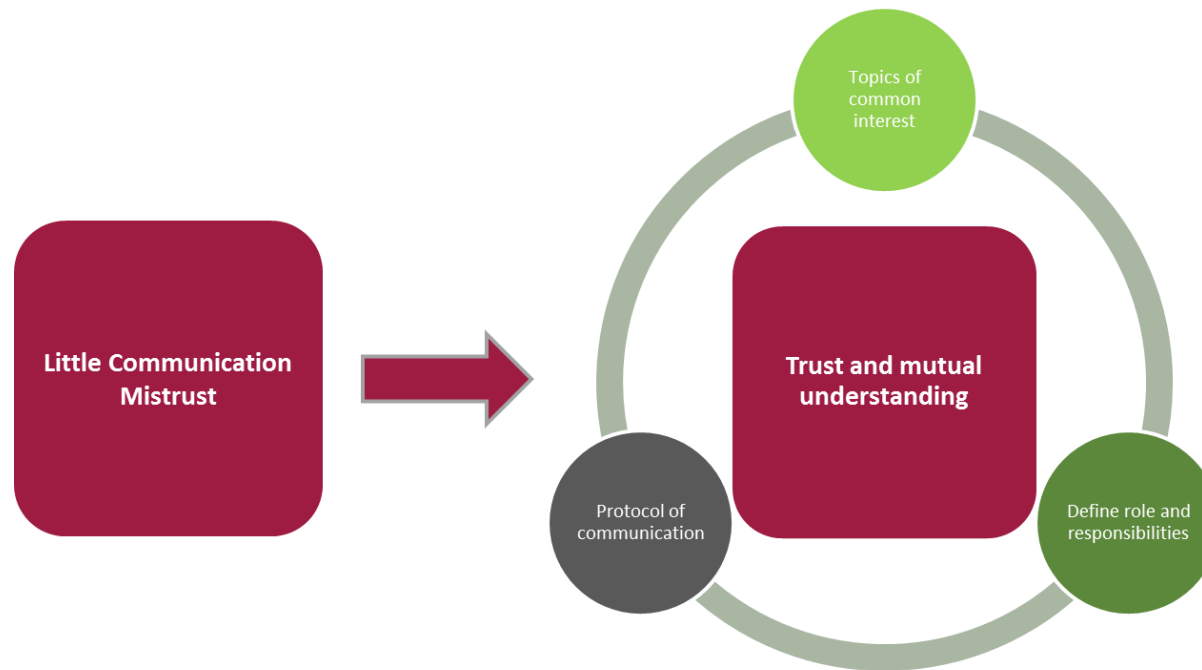 Topics of
common
interest
Little Communication
Mistrust
Trust and mutual
understanding
Protocol of
communication
Define role and
responsibilities